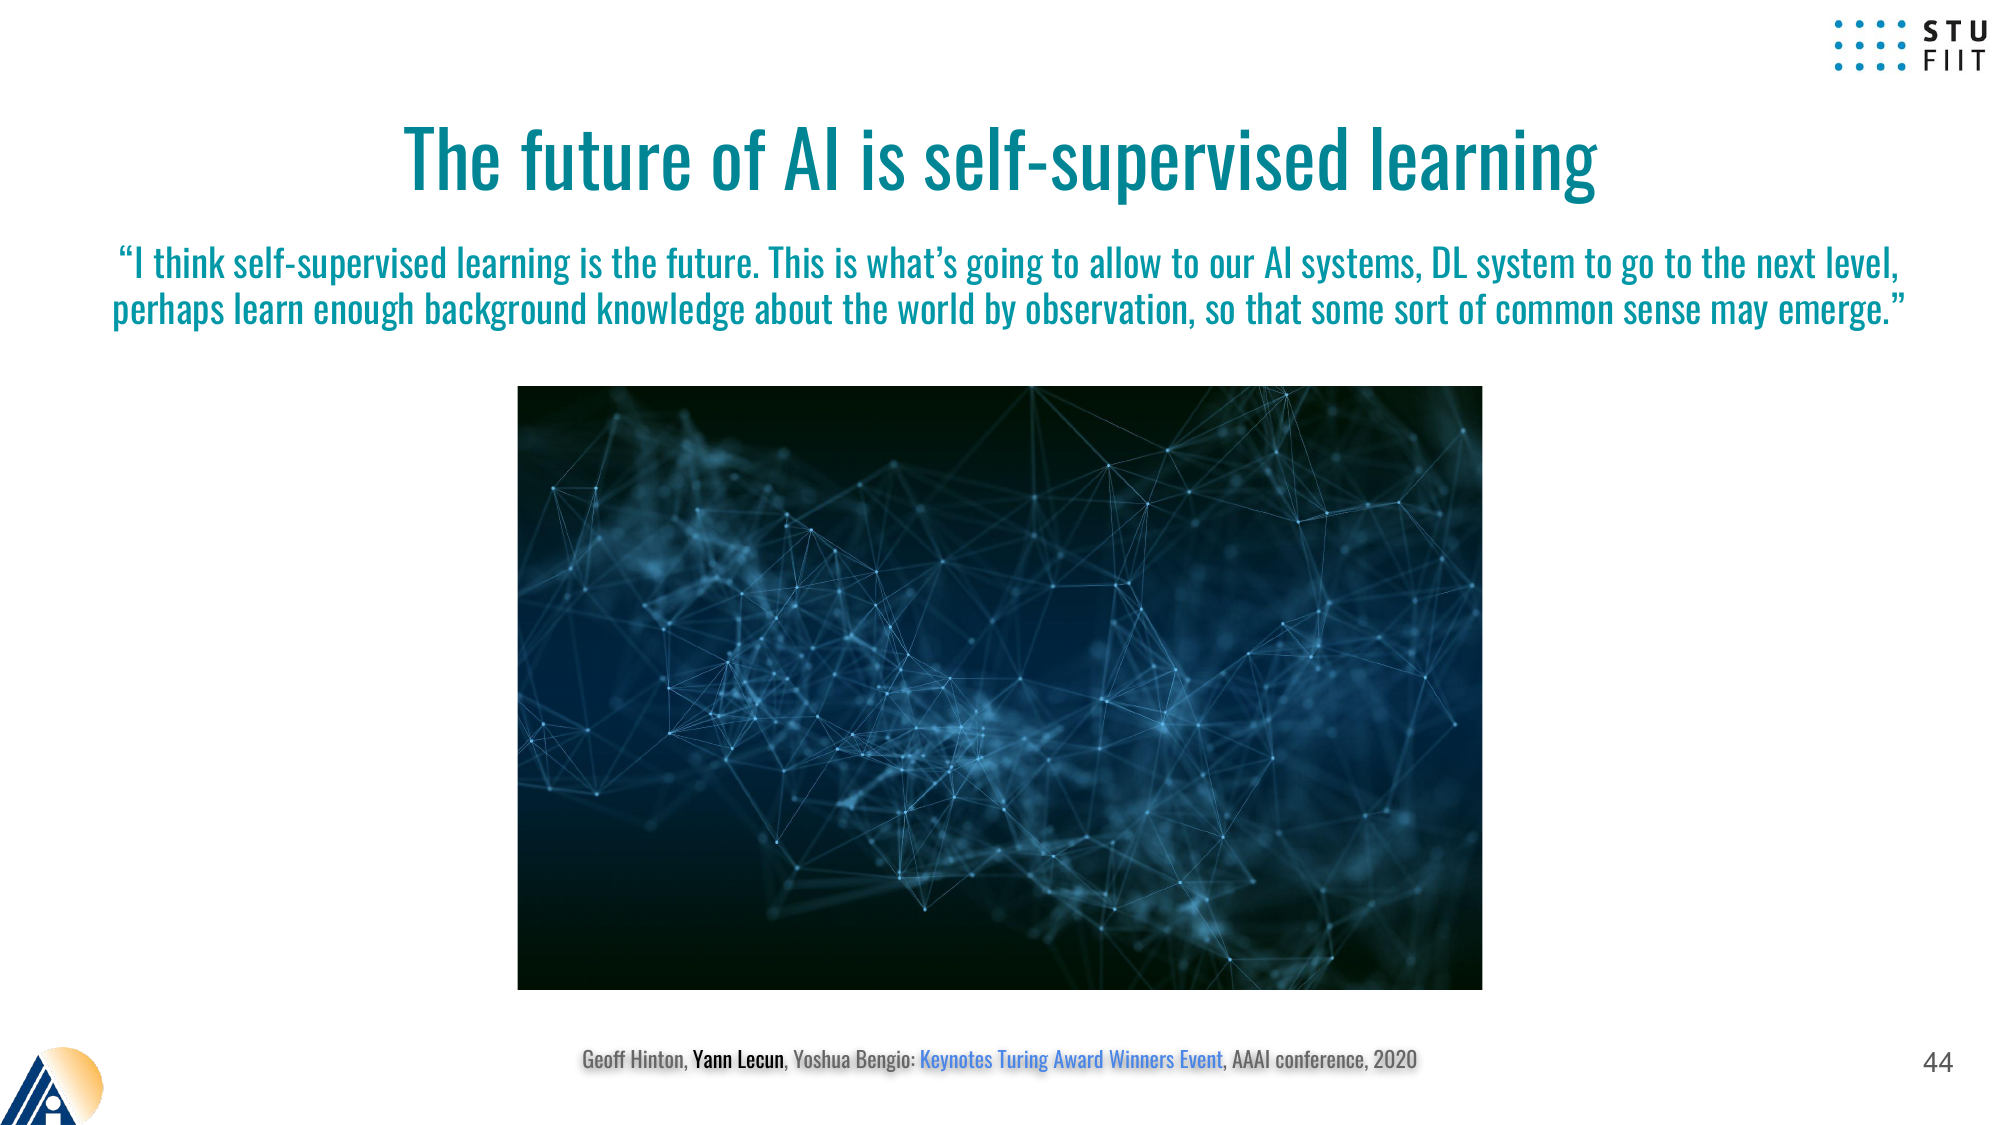 STU
FIIT
The future of AI is self-supervised learning
“I think self-supervised learning is the future. This is what’s going to allow to our AI systems, DL system to go to the next level,
perhaps learn enough background knowledge about the world by observation, so that some sort of common sense may emerge.”
Geoff Hinton, Yann Lecun, Yoshua Bengio: Keynotes Turing Award Winners Event, AAAI conference, 2020
44